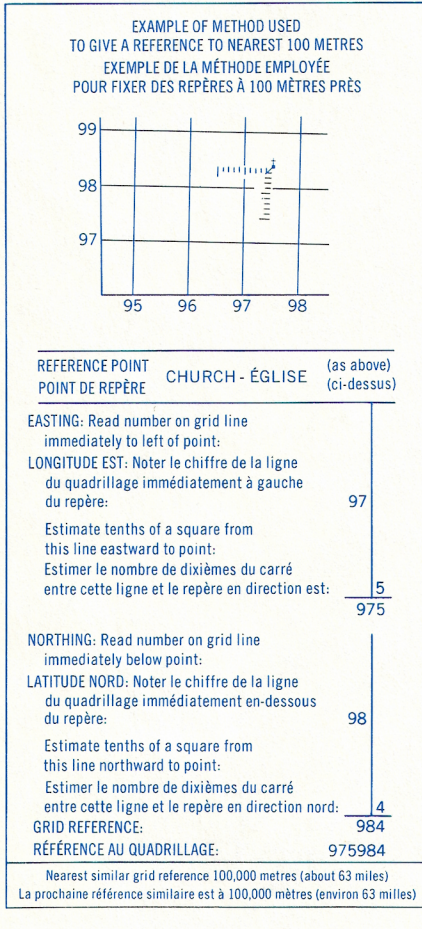 EXAMPLE OF METHOD USED
TO GIVE A REFERENCE TO NEAREST 100 METRES
EXEMPLE DE LA MÉTHODE EMPLOYÉE
POUR FIXER DES REPÈRES À 100 MÈTRES PRÈS
99
98
97
95 96 97 98
REFERENCE POINT
POINT DE REPÈRE
CHURCH - ÉGLISE
(as above)
(ci-dessus)
EASTING: Read number on grid line
immediately to left of point:
LONGITUDE EST: Noter le chiffre de la ligne
du quadrillage immédiatement à gauche
du repère: 97
Estimate tenths of a square from
this line eastward to point:
Estimer le nombre de dixièmes du carré
entre cette ligne et le repère en direction est: 5
975
NORTHING: Read number on grid line
immediately below point:
LATITUDE NORD: Noter le chiffre de la ligne
du quadrillage immédiatement en-dessous
du repère: 98
Estimate tenths of a square from
this line northward to point:
Estimer le nombre de dixièmes du carré
entre cette ligne et le repère en direction nord: 4
GRID REFERENCE: 984
RÉFÉRENCE AU QUADRILLAGE: 975984
Nearest similar grid reference 100,000 metres (about 63 miles)
La prochaine référence similaire est à 100,000 mètres (environ 63 milles)